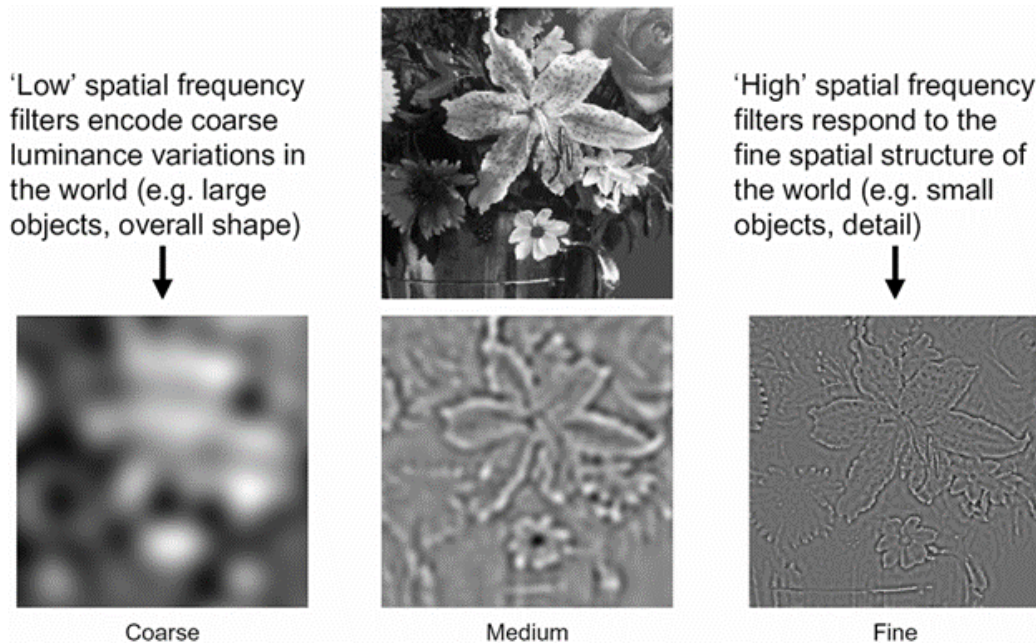 ‘Low’ spatial frequency
filters encode coarse
luminance variations in
the world (e.g. large
objects, overall shape)
‘High’ spatial frequency
filters respond to the
fine spatial structure of
the world (e.g. small
objects, detail)
Coarse
Medium
Fine